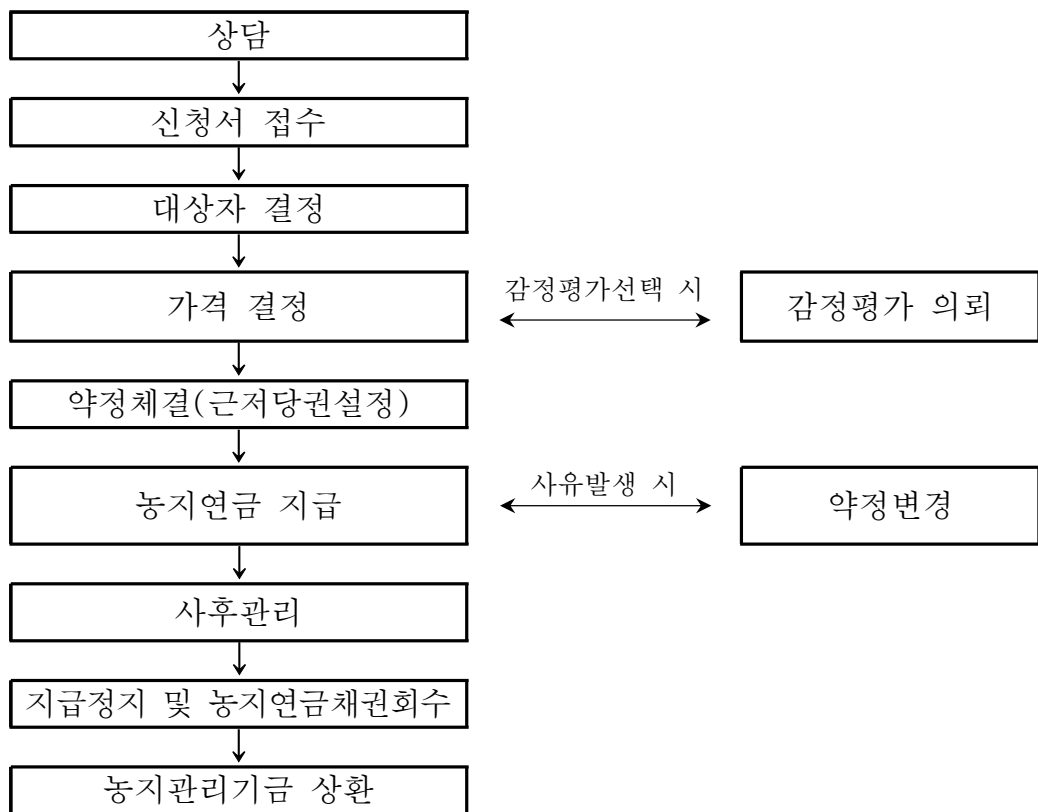 상담
신청서 접수
대상자 결정
가격 결정
감정평가선택 시
감정평가 의뢰
약정체결(근저당권설정)
농지연금 지급
사유발생 시
약정변경
사후관리
지급정지 및 농지연금채권회수
농지관리기금 상환